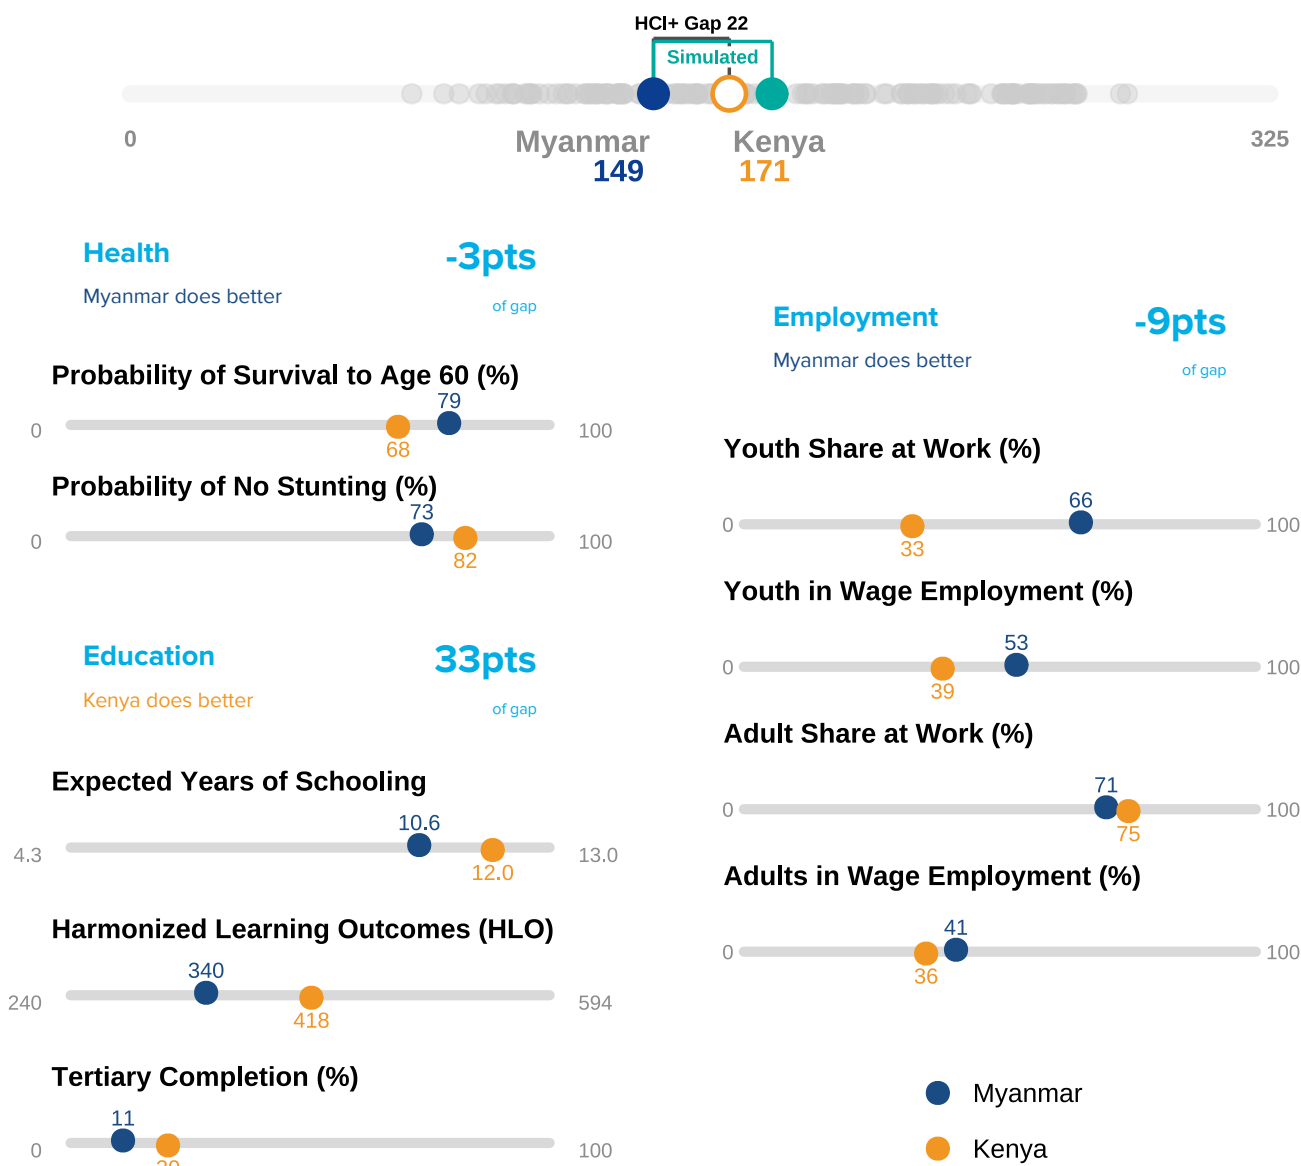 HCI+ Gap 22
Simulated
0
325
Myanmar
149
Kenya
171
Health
-3pts
Myanmar does better
of gap
Probability of Survival to Age 60 (%)
79
0
100
68
Probability of No Stunting (%)
73
0
100
82
Education
33pts
Kenya does better
of gap
Expected Years of Schooling
10.6
4.3
13.0
12.0
Harmonized Learning Outcomes (HLO)
340
240
594
418
Tertiary Completion (%)
11
0
100
Employment
-9pts
Myanmar does better
of gap
Youth Share at Work (%)
66
0
100
33
Youth in Wage Employment (%)
53
0
100
39
Adult Share at Work (%)
71
0
100
75
Adults in Wage Employment (%)
41
0
100
36
Myanmar
Kenya